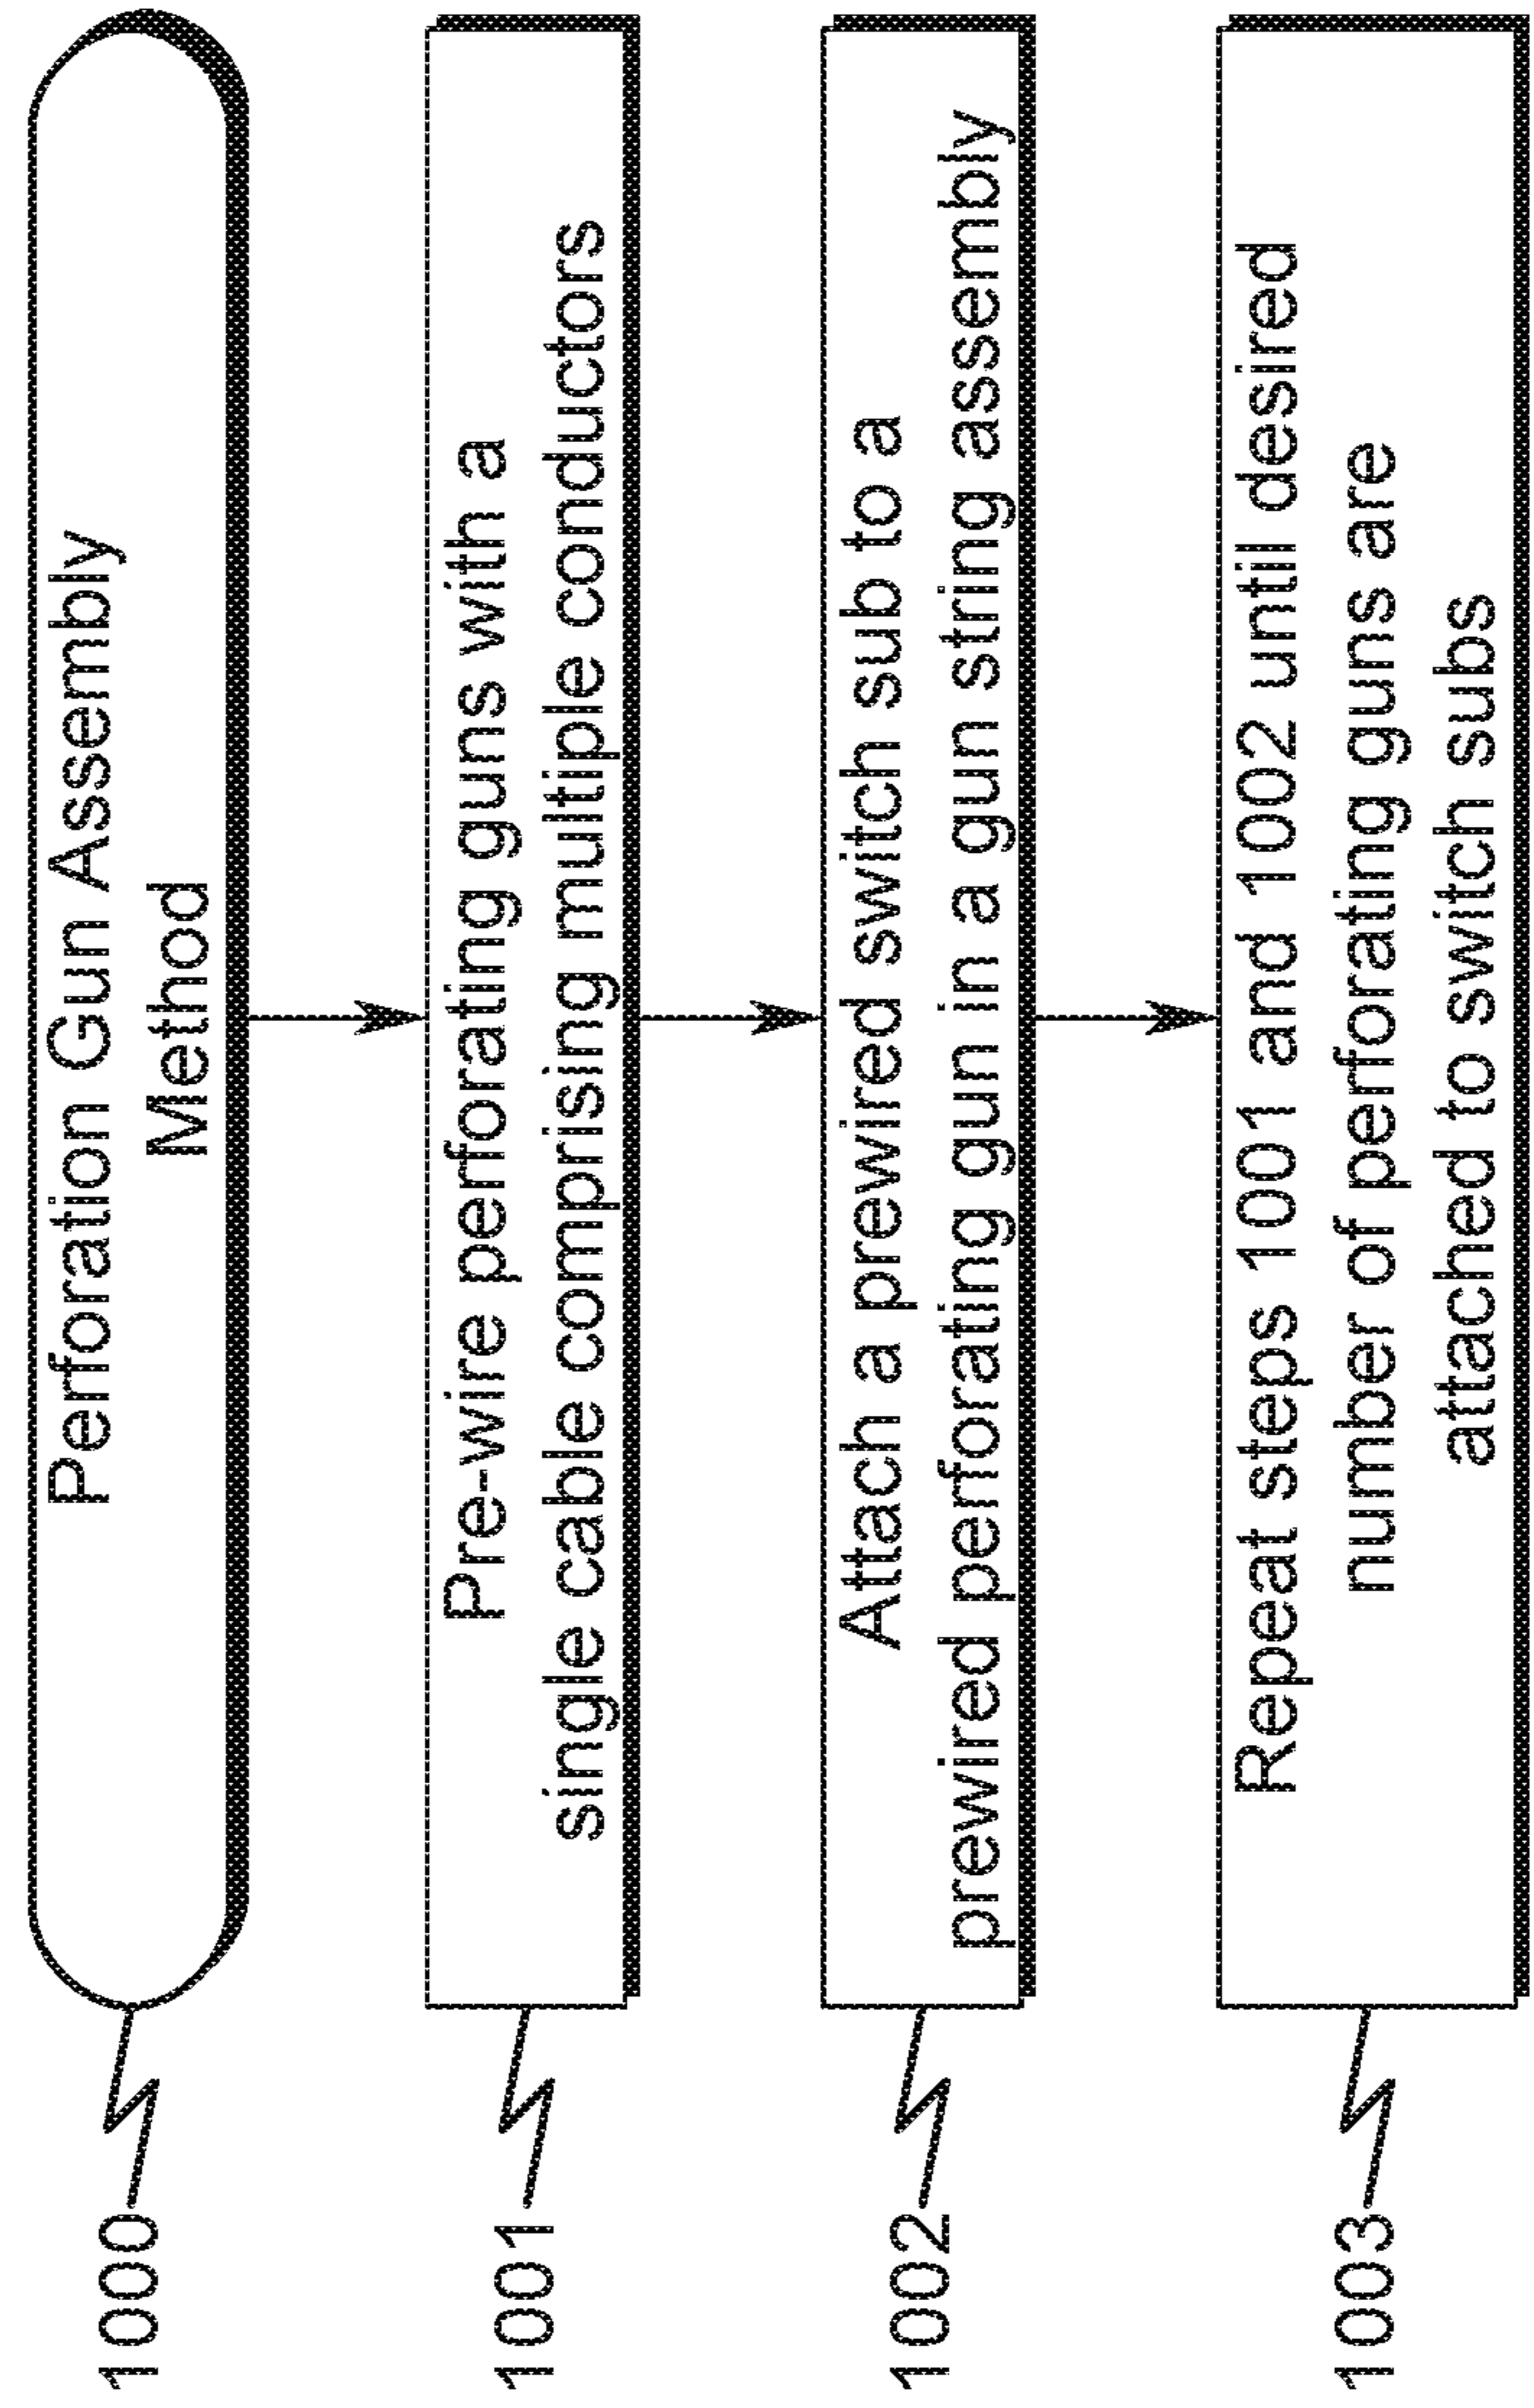 1000
Perforation Gun Assembly
Method
1001
Pre-wire perforating guns with a
single cable comprising multiple conductors
1002
Attach a prewired switch sub to a
prewired perforating gun in a gun string assembly
1003
Repeat steps 1001 and 1002 until desired
number of perforating guns are
attached to switch subs